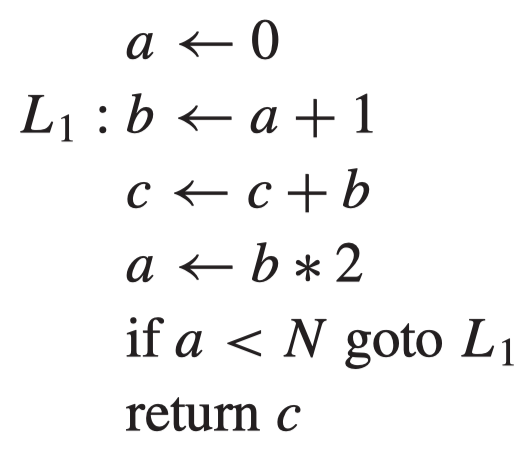 a ← 0
L₁ : b ← a + 1
c ← c + b
a ← b * 2
if a < N goto L₁
return c